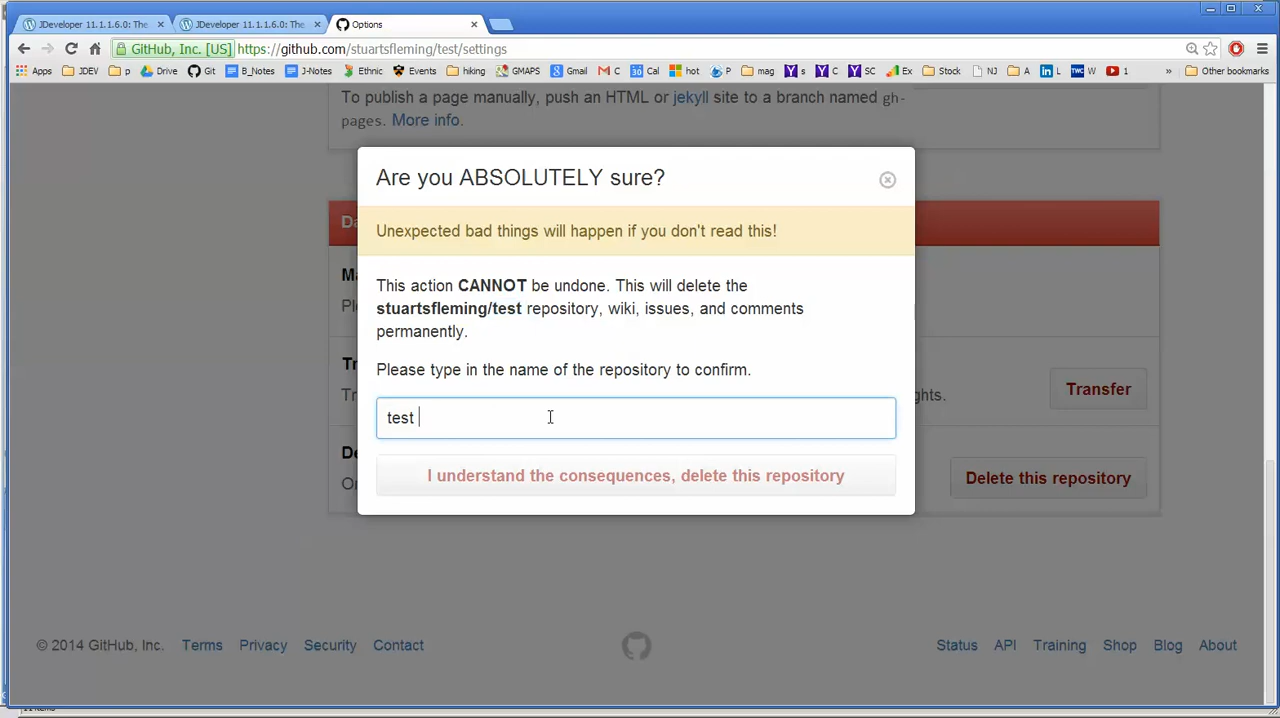 JDeveloper 11.1.1.6.0: The JDeveloper 11.1.1.6.0: The Options
GitHub, Inc. [US] https://github.com/stuartsfleming/test/settings
Apps JDEV p Drive Git B_Notes J-Notes Ethnic Events hiking GMAPS Gmail C Cal hot P mag s C SC Ex Stock NJ A L W 1 » Other bookmarks
To publish a page manually, push an HTML or jekyll site to a branch named gh-
pages. More info.
Are you ABSOLUTELY sure?
Unexpected bad things will happen if you don't read this!
This action CANNOT be undone. This will delete the
stuartsfleming/test repository, wiki, issues, and comments
permanently.
Please type in the name of the repository to confirm.
test
I understand the consequences, delete this repository
Transfer
Delete this repository
© 2014 GitHub, Inc. Terms Privacy Security Contact
Status API Training Shop Blog About